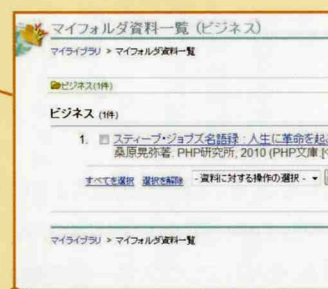 マイフォルダ資料一覧（ビジネス）
マイライブラリ > マイフォルダ資料一覧
ビジネス(1件)
ビジネス (1件)
1. スティーブ・ジョブズ名語録 : 人生に革命を起
桑原晃弥著. PHP研究所, 2010 (PHP文庫
すべてを選択 選択を解除 - 資料に対する操作の選択 -
マイライブラリ > マイフォルダ資料一覧